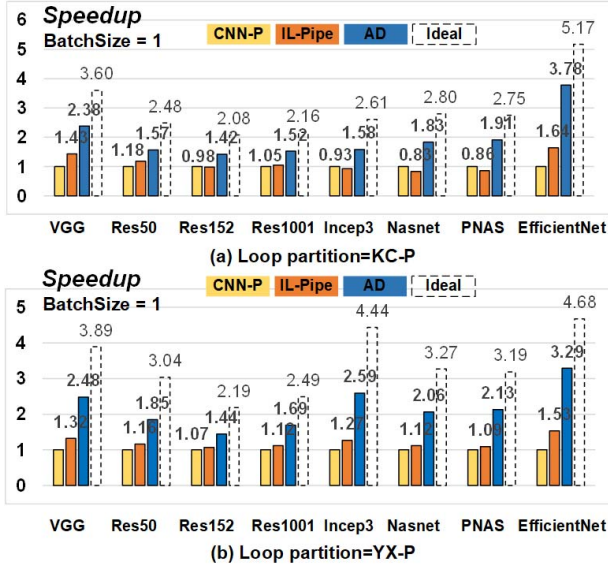 Speedup
BatchSize = 1
CNN-P IL-Pipe AD Ideal
6
5
4
3
2
1
0
1.43 2.38 3.60
1.18 1.57 2.48
0.98 1.42 2.08
1.05 1.52 2.16
0.93 1.58 2.61
0.83 1.83 2.80
0.86 1.91 2.75
1.64 3.78 5.17
VGG Res50 Res152 Res1001 Incep3 Nasnet PNAS EfficientNet
(a) Loop partition=KC-P
Speedup
BatchSize = 1
CNN-P IL-Pipe AD Ideal
5
4
3
2
1
0
1.32 2.48 3.89
1.16 1.85 3.04
1.07 1.44 2.19
1.12 1.69 2.49
1.27 2.59 4.44
1.12 2.06 3.27
1.09 2.13 3.19
1.53 3.29 4.68
VGG Res50 Res152 Res1001 Incep3 Nasnet PNAS EfficientNet
(b) Loop partition=YX-P